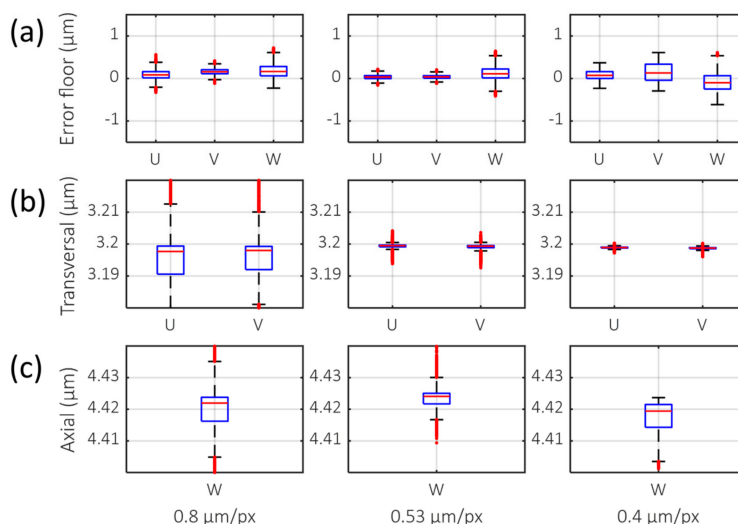 (a)
Error floor (µm)
1
0
-1
U V W
1
0
-1
U V W
1
0
-1
U V W
(b)
Transversal (µm)
3.21
3.2
3.19
U V
3.21
3.2
3.19
U V
3.21
3.2
3.19
U V
(c)
Axial (µm)
4.43
4.42
4.41
W
4.43
4.42
4.41
W
4.43
4.42
4.41
W
0.8 µm/px 0.53 µm/px 0.4 µm/px